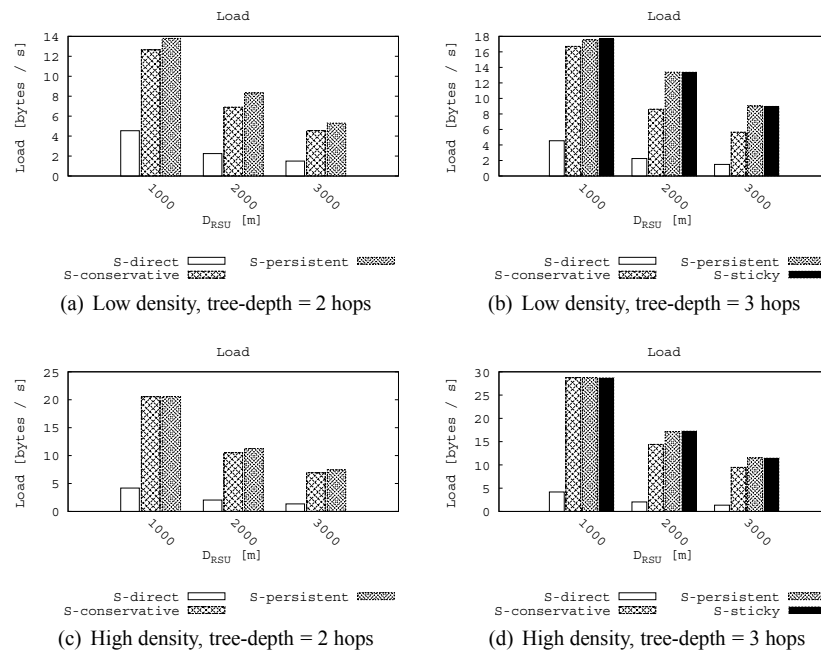 Load
Load [bytes / s]
14
12
10
8
6
4
2
0
1000
2000
3000
D_RSU [m]
S-direct
S-persistent
S-conservative
(a) Low density, tree-depth = 2 hops
Load
Load [bytes / s]
18
16
14
12
10
8
6
4
2
0
1000
2000
3000
D_RSU [m]
S-direct
S-persistent
S-conservative
S-sticky
(b) Low density, tree-depth = 3 hops
Load
Load [bytes / s]
25
20
15
10
5
0
1000
2000
3000
D_RSU [m]
S-direct
S-persistent
S-conservative
(c) High density, tree-depth = 2 hops
Load
Load [bytes / s]
30
25
20
15
10
5
0
1000
2000
3000
D_RSU [m]
S-direct
S-persistent
S-conservative
S-sticky
(d) High density, tree-depth = 3 hops